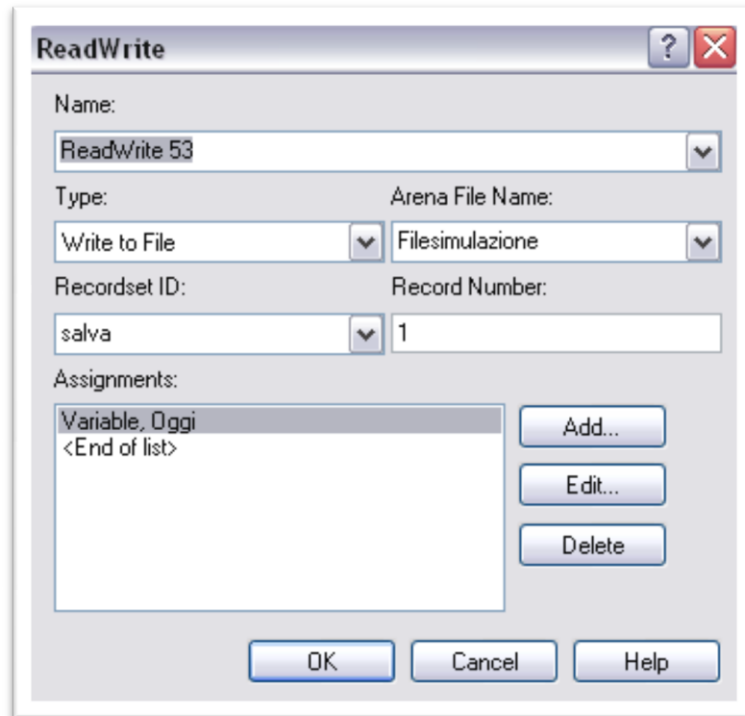 ReadWrite
Name:
ReadWrite 53
Type: Arena File Name:
Write to File Filesimulazione
Recordset ID: Record Number:
salva 1
Assignments:
Variable, Oggi
<End of list>
Add...
Edit...
Delete
OK Cancel Help